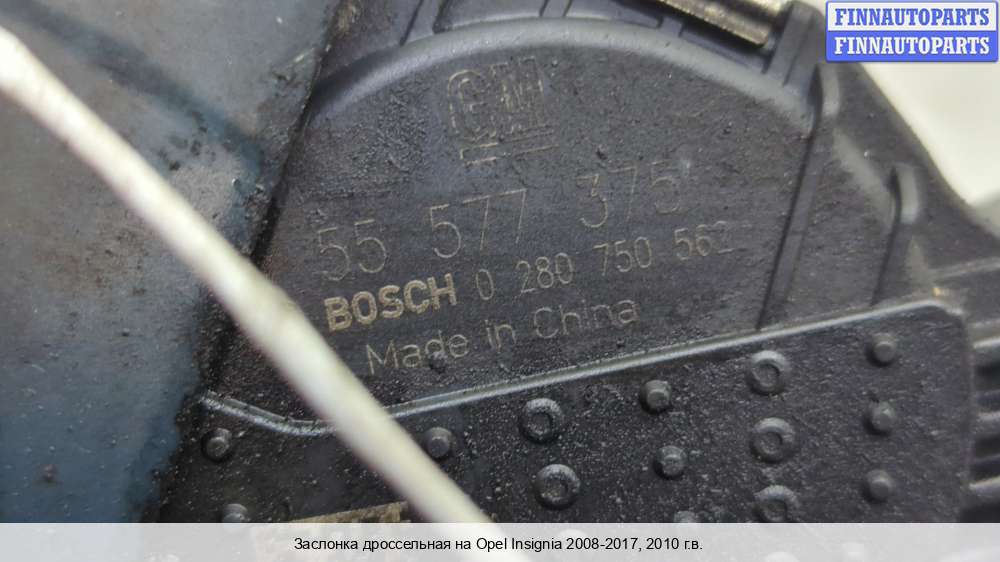 FINNAUTOPARTS
FINNAUTOPARTS
GM
55 577 375
BOSCH 0 280 750 562
Made in China
Заслонка дроссельная на Opel Insignia 2008-2017, 2010 г.в.